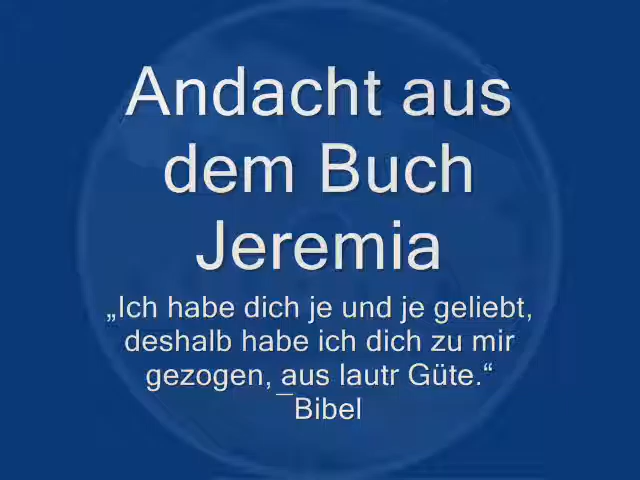 Andacht aus
dem Buch
Jeremia
„Ich habe dich je und je geliebt,
deshalb habe ich dich zu mir
gezogen, aus lautr Güte.“
Bibel